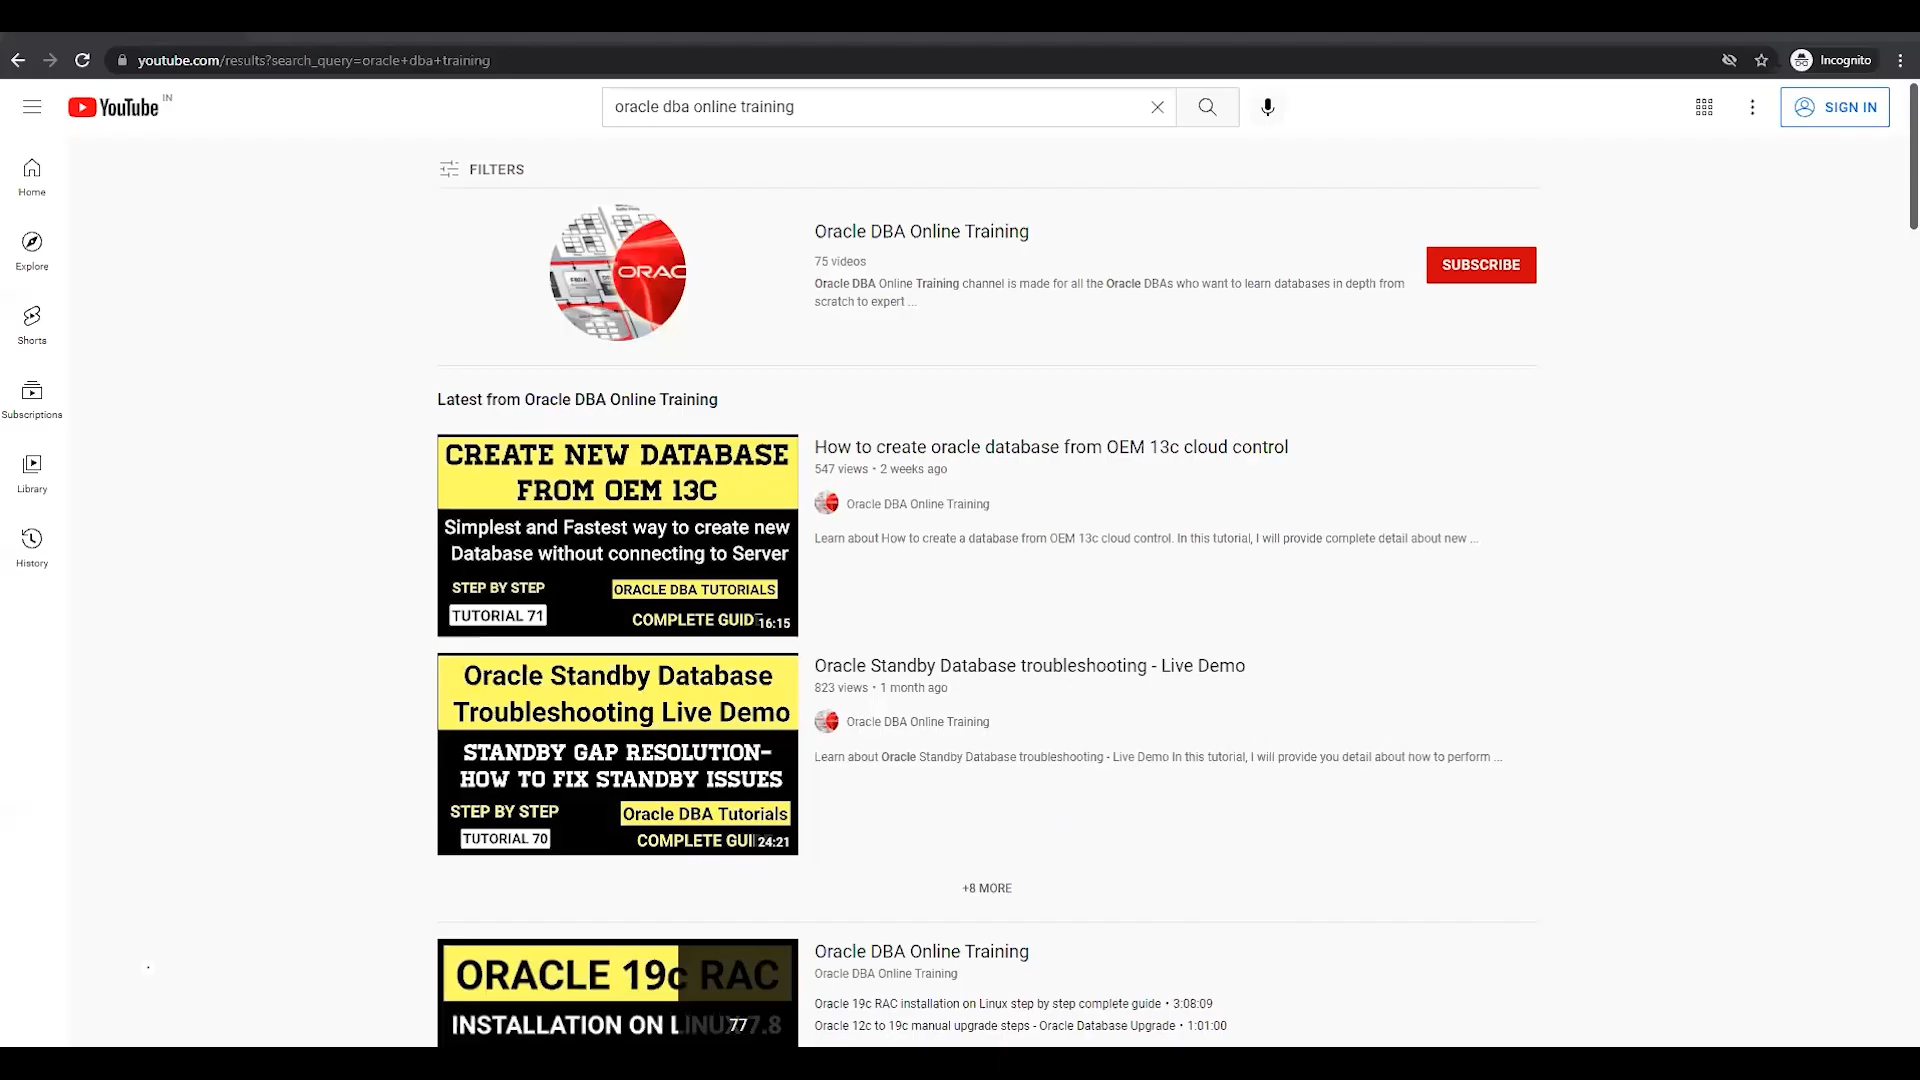 youtube.com/results?search_query=oracle+dba+training
Incognito
YouTube IN
oracle dba online training
SIGN IN
Home
Explore
Shorts
Subscriptions
Library
History
FILTERS
ORAC
Oracle DBA Online Training
75 videos
Oracle DBA Online Training channel is made for all the Oracle DBAs who want to learn databases in depth from
scratch to expert ...
SUBSCRIBE
Latest from Oracle DBA Online Training
CREATE NEW DATABASE
FROM OEM 13C
Simplest and Fastest way to create new
Database without connecting to Server
STEP BY STEP
ORACLE DBA TUTORIALS
TUTORIAL 71
COMPLETE GUID
16:15
How to create oracle database from OEM 13c cloud control
547 views • 2 weeks ago
Oracle DBA Online Training
Learn about How to create a database from OEM 13c cloud control. In this tutorial, I will provide complete detail about new ...
Oracle Standby Database
Troubleshooting Live Demo
STANDBY GAP RESOLUTION-
HOW TO FIX STANDBY ISSUES
STEP BY STEP
Oracle DBA Tutorials
TUTORIAL 70
COMPLETE GUI
24:21
Oracle Standby Database troubleshooting - Live Demo
823 views • 1 month ago
Oracle DBA Online Training
Learn about Oracle Standby Database troubleshooting - Live Demo In this tutorial, I will provide you detail about how to perform ...
+8 MORE
ORACLE 19c RAC
INSTALLATION ON LINUX 7.8
77
Oracle DBA Online Training
Oracle DBA Online Training
Oracle 19c RAC installation on Linux step by step complete guide • 3:08:09
Oracle 12c to 19c manual upgrade steps - Oracle Database Upgrade • 1:01:00